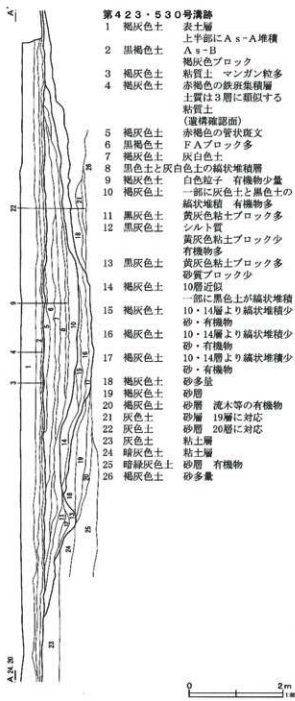 第423・530号溝跡
1 褐灰色土 表土層
上半部にAs-A堆積
2 黒褐色土 As-B
褐灰色ブロック
3 褐灰色土 粘質土 マンガン粒多
4 褐灰色土 赤褐色の鉄斑集積層
土質は3層に類似する
粘質土
(遺構確認面)
5 褐灰色土 赤褐色の管状斑文
6 黒褐色土 FAブロック多
7 褐灰色土 灰白色土
8 黒色土と灰白色土の縞状堆積層
9 褐灰色土 白色粒子 有機物少量
10 褐灰色土 一部に灰色土と黒色土の
縞状堆積 有機物多
11 黒灰色土 黄灰色粘土ブロック多
12 黒灰色土 シルト質
黄灰色粘土ブロック少
有機物多
13 黒灰色土 黄灰色粘土ブロック多
砂質ブロック少
14 褐灰色土 10層近似
一部に黒色土が縞状堆積
15 褐灰色土 10・14層より縞状堆積少
砂・有機物
16 褐灰色土 10・14層より縞状堆積少
砂・有機物
17 褐灰色土 10・14層より縞状堆積少
砂・有機物
18 褐灰色土 砂多量
19 褐灰色土 砂層
20 褐灰色土 砂層 流木等の有機物
21 灰色土 砂層 19層に対応
22 灰色土 砂層 20層に対応
23 灰色土 粘土層
24 暗灰色土 粘土層
25 暗緑灰色土 砂層 有機物
26 褐灰色土 砂多量
A'
A 24.20
0 2m